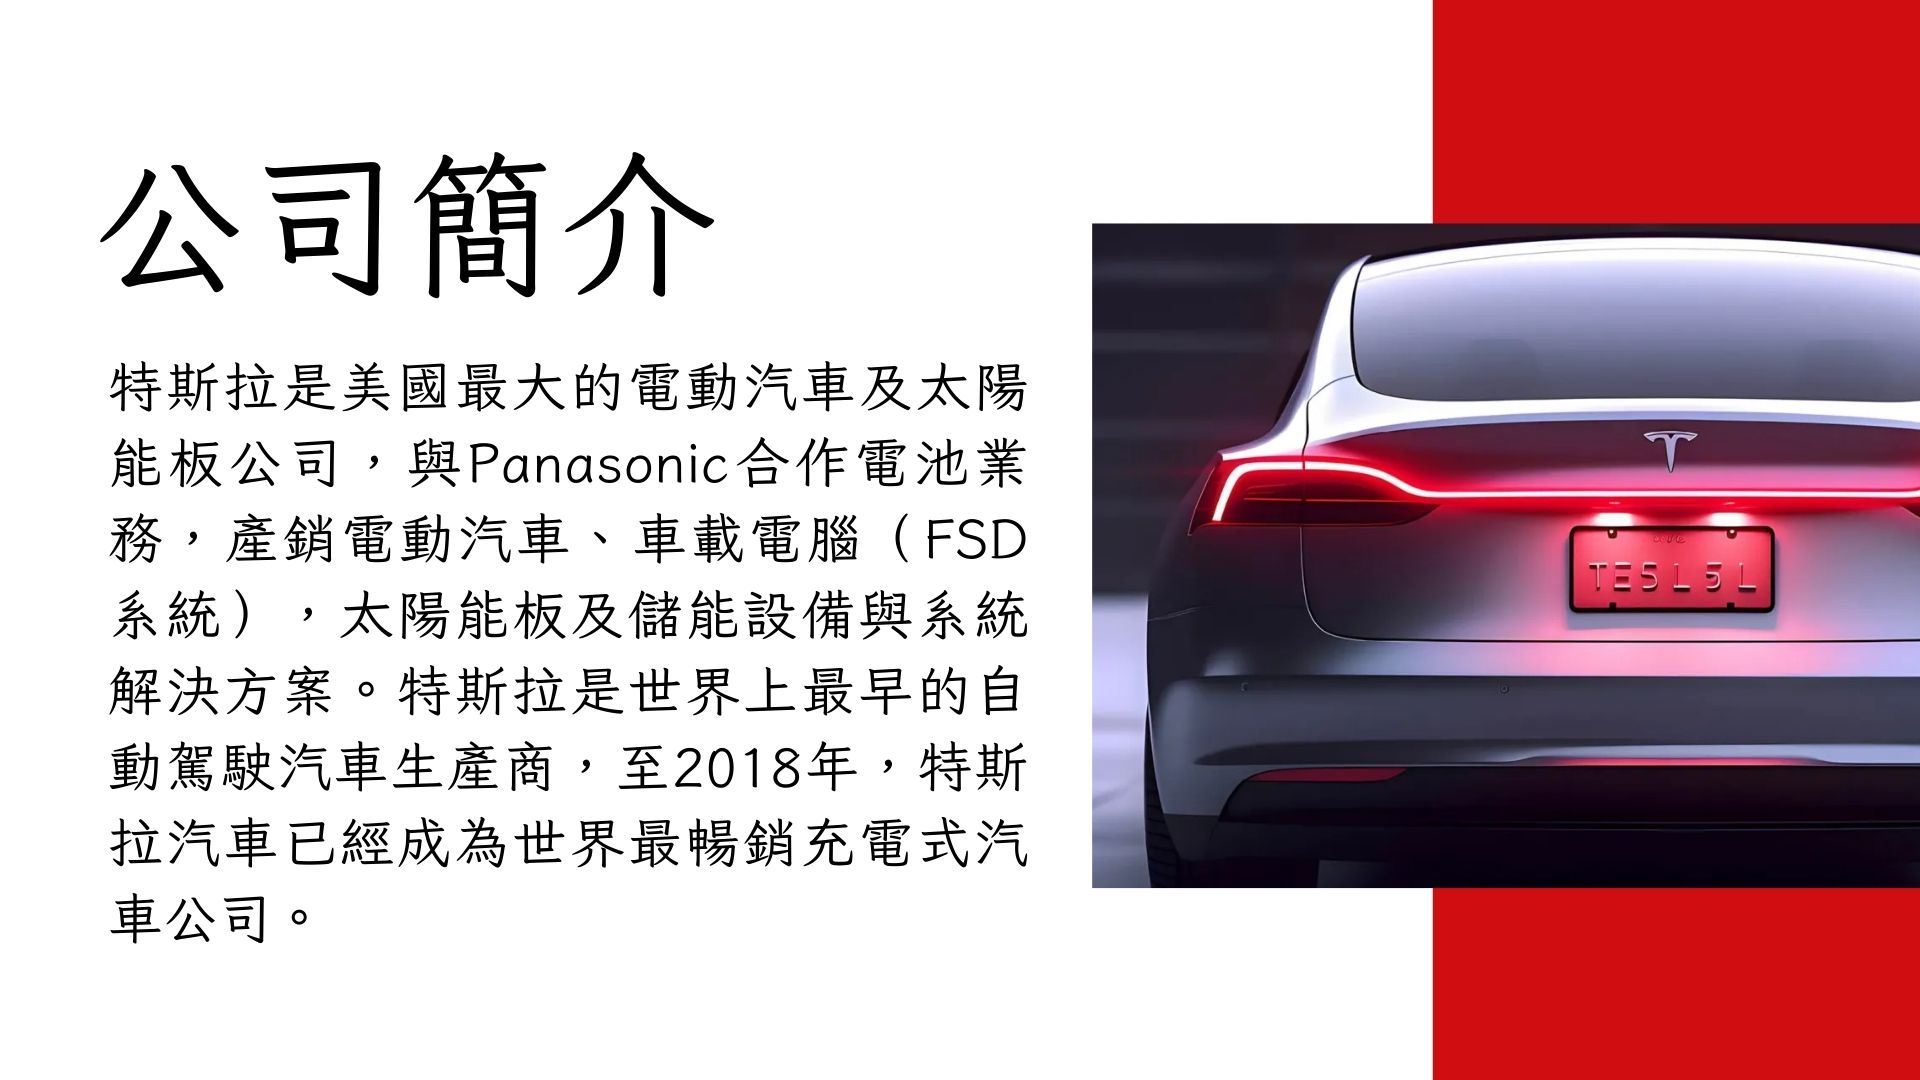 公司簡介
特斯拉是美國最大的電動汽車及太陽
能板公司，與Panasonic合作電池業
務，產銷電動汽車、車載電腦（FSD
系統），太陽能板及儲能設備與系統
解決方案。特斯拉是世界上最早的自
動駕駛汽車生產商，至2018年，特斯
拉汽車已經成為世界最暢銷充電式汽
車公司。
TESLSL